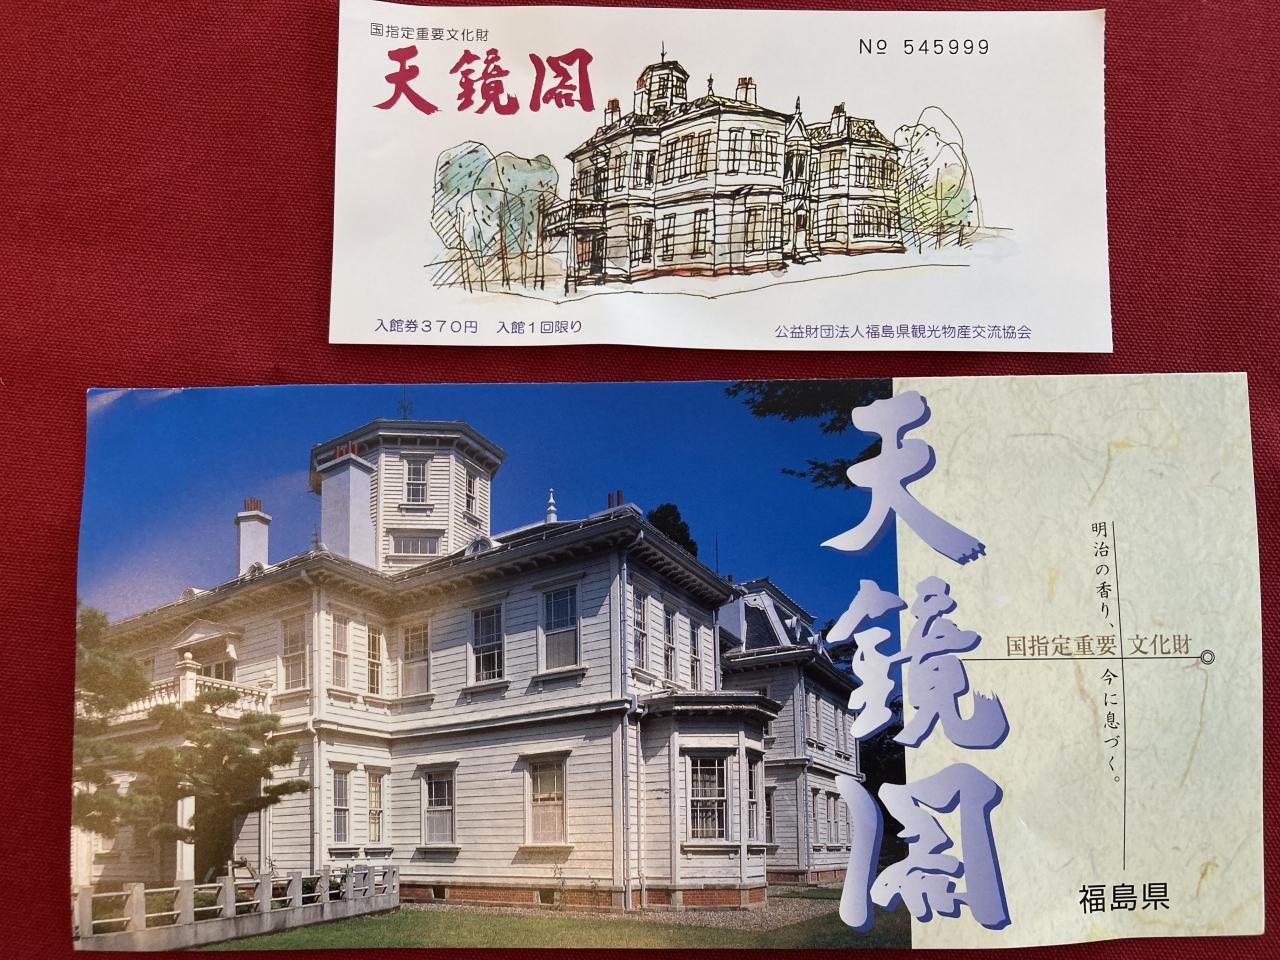 国指定重要文化財
天鏡閣
№ 545999
入館券370円　入館1回限り
公益財団法人福島県観光物産交流協会
天鏡閣
明治の香り、今に息づく。
国指定重要文化財
福島県